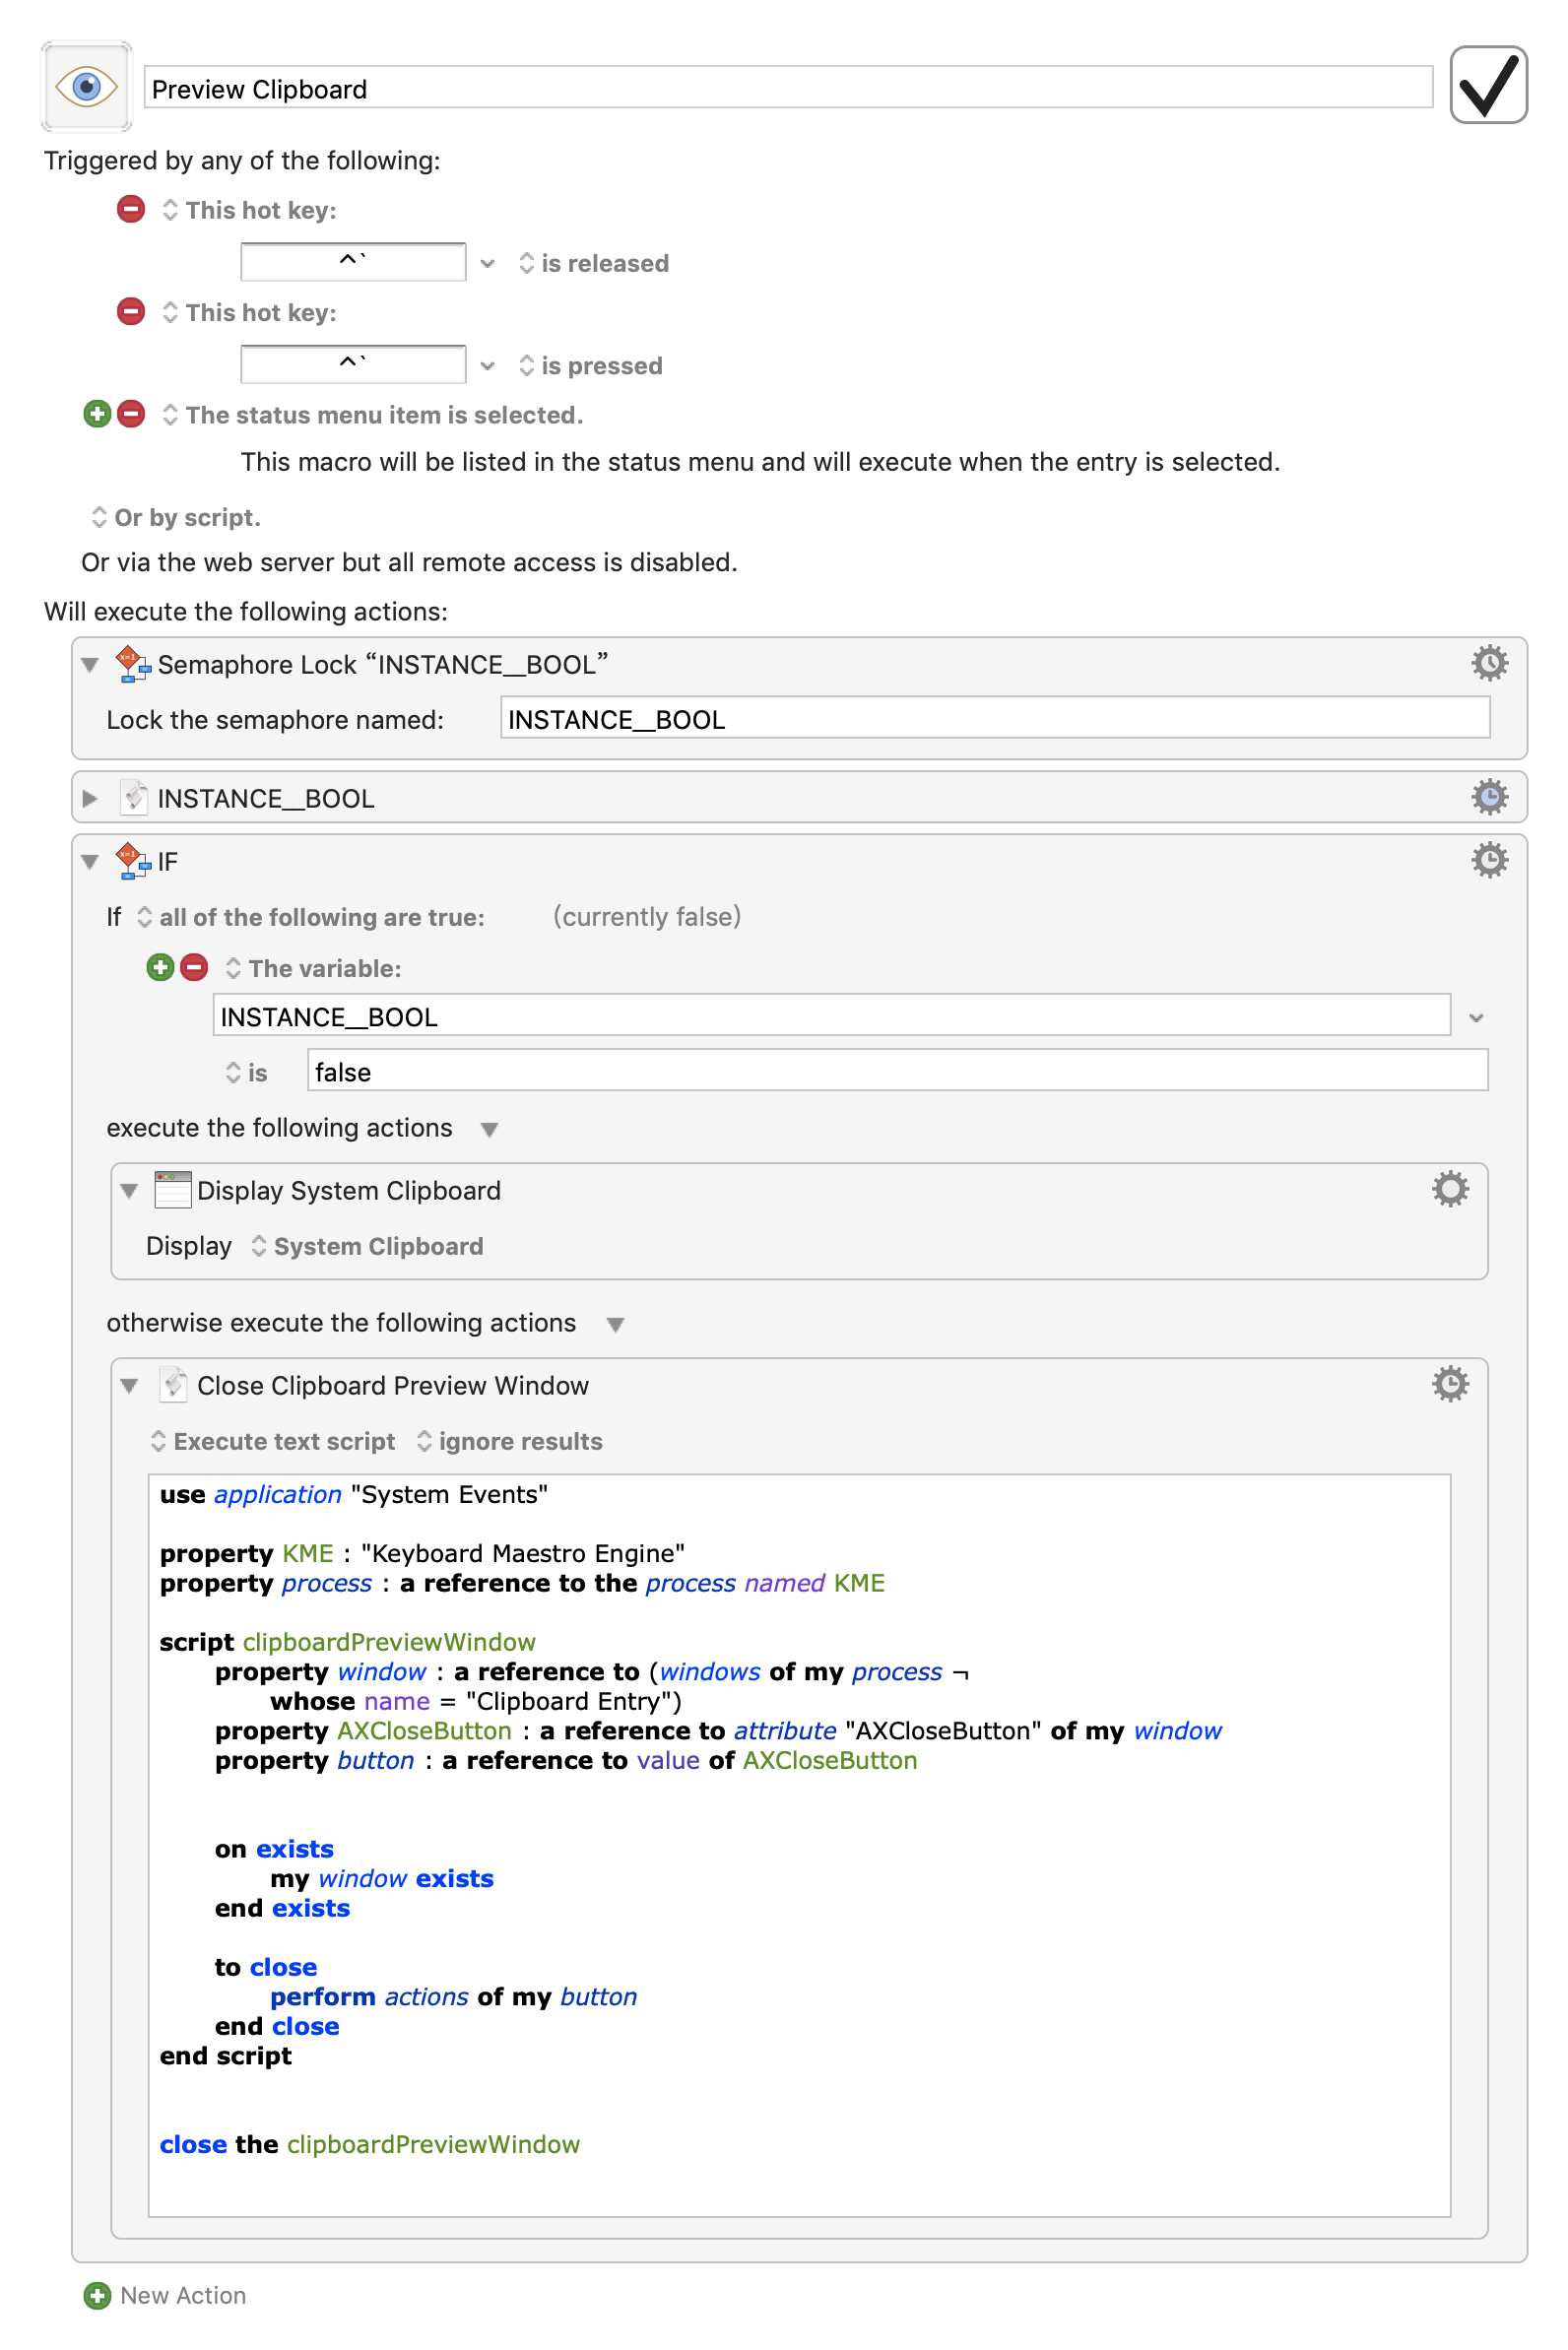 Preview Clipboard
Triggered by any of the following:
This hot key:
^`
is released
This hot key:
^`
is pressed
The status menu item is selected.
This macro will be listed in the status menu and will execute when the entry is selected.
Or by script.
Or via the web server but all remote access is disabled.
Will execute the following actions:
Semaphore Lock “INSTANCE__BOOL”
Lock the semaphore named: INSTANCE__BOOL
INSTANCE__BOOL
IF
If all of the following are true: (currently false)
The variable:
INSTANCE__BOOL
is false
execute the following actions
Display System Clipboard
Display System Clipboard
otherwise execute the following actions
Close Clipboard Preview Window
Execute text script ignore results
use application "System Events"
property KME : "Keyboard Maestro Engine"
property process : a reference to the process named KME
script clipboardPreviewWindow
property window : a reference to (windows of my process ¬
whose name = "Clipboard Entry")
property AXCloseButton : a reference to attribute "AXCloseButton" of my window
property button : a reference to value of AXCloseButton
on exists
my window exists
end exists
to close
perform actions of my button
end close
end script
close the clipboardPreviewWindow
New Action